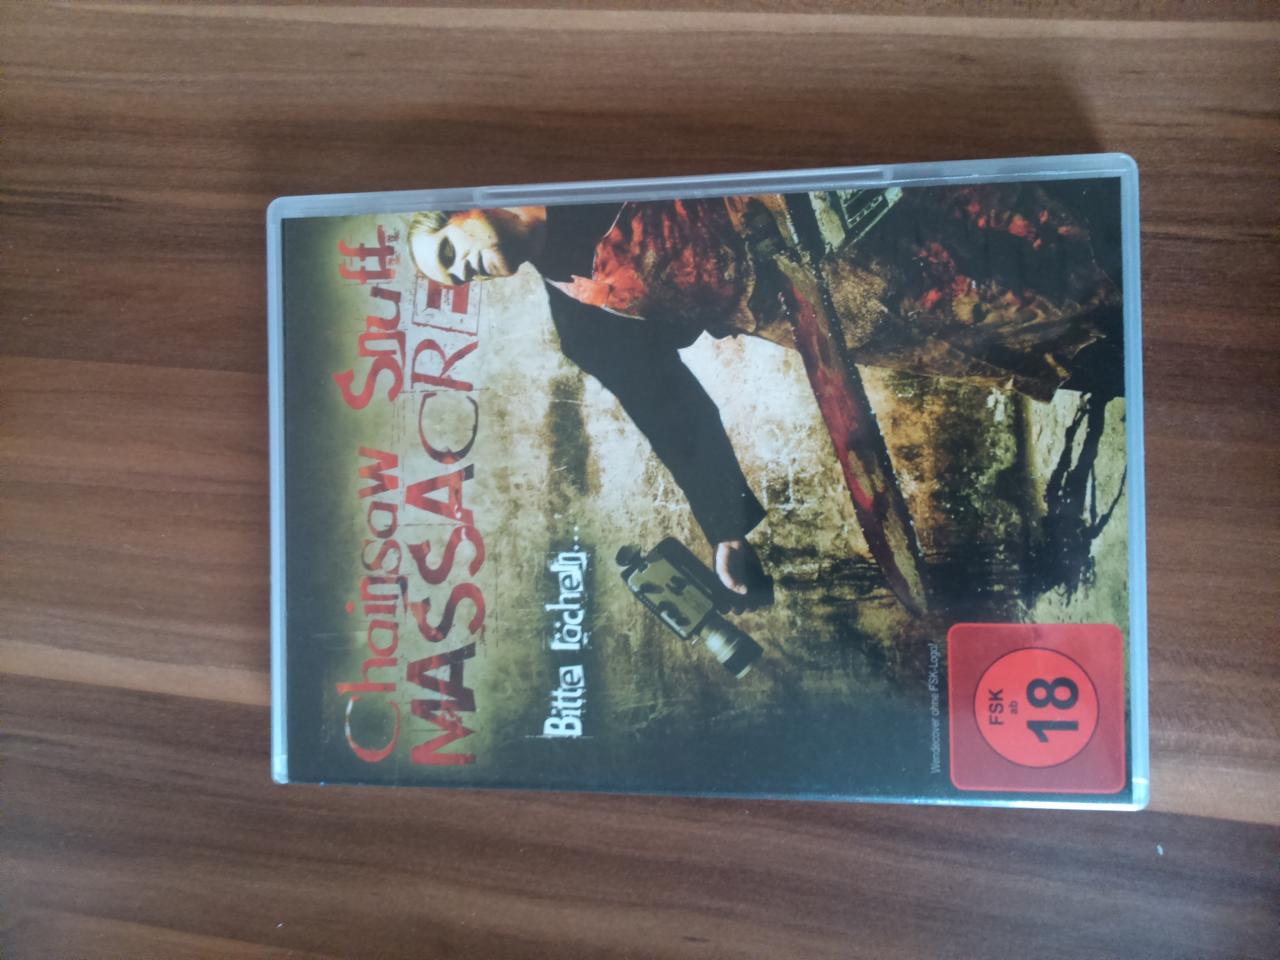 Chainsaw Snuff
MASSACRE
Bitte lächeln...
Wendecover ohne FSK-Logo!
FSK
ab
18